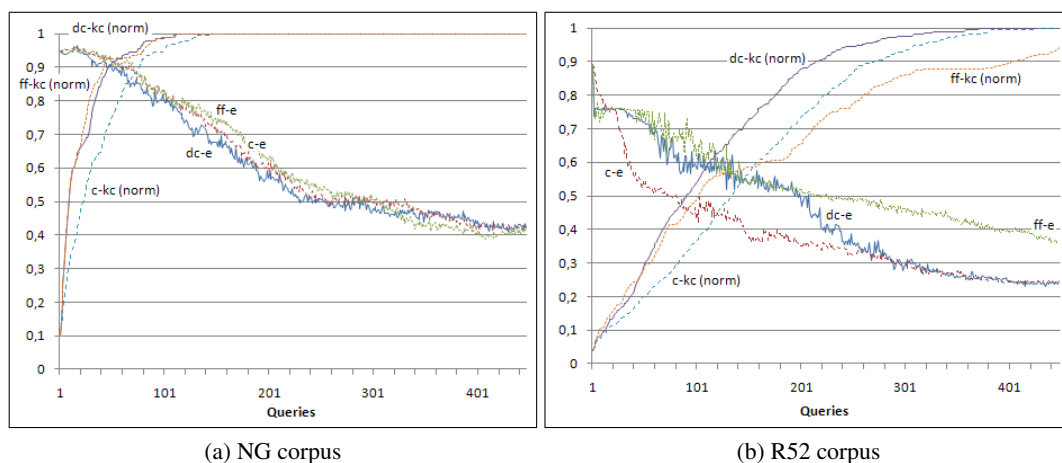 dc-kc (norm)
1
0,9
ff-kc (norm)
0,8
0,7
0,6
0,5
0,4
0,3
0,2
0,1
0
ff-e
c-e
dc-e
c-kc (norm)
1 101 201 301 401
Queries
(a) NG corpus
1
0,9
0,8
0,7
0,6
0,5
0,4
0,3
0,2
0,1
0
dc-kc (norm)
ff-kc (norm)
c-e
dc-e
ff-e
c-kc (norm)
1 101 201 301 401
Queries
(b) R52 corpus